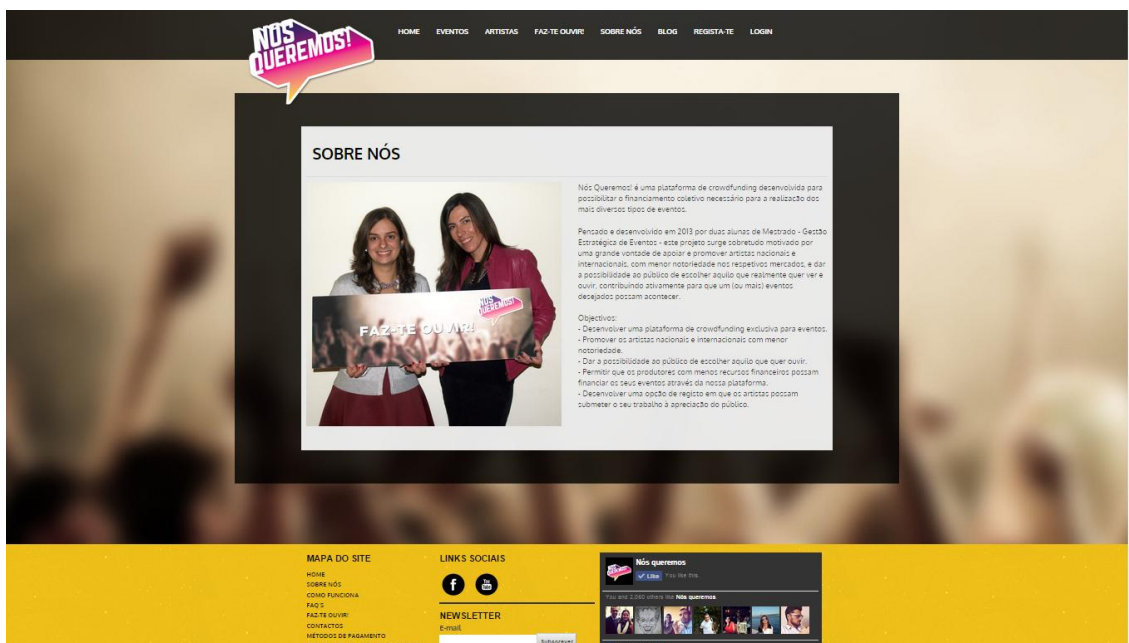 NÓS
QUEREMOS!
HOME EVENTOS ARTISTAS FAZ-TE OUVIR! SOBRE NÓS BLOG REGISTA-TE LOGIN
SOBRE NÓS
NÓS
QUEREMOS!
FAZ-TE OUVIR!
Nós Queremos! é uma plataforma de crowdfunding desenvolvida para
possibilitar o financiamento coletivo necessário para a realização dos
mais diversos tipos de eventos.
Pensado e desenvolvido em 2013 por duas alunas de Mestrado - Gestão
Estratégica de Eventos - este projeto surge sobretudo motivado por
uma grande vontade de apoiar e promover artistas nacionais e
internacionais, com menor notoriedade nos respetivos mercados, e dar
a possibilidade ao público de escolher aquilo que realmente quer ver e
ouvir, contribuindo ativamente para que um (ou mais) eventos
desejados possam acontecer.
Objectivos:
- Desenvolver uma plataforma de crowdfunding exclusiva para eventos.
- Promover os artistas nacionais e internacionais com menor
notoriedade.
- Dar a possibilidade ao público de escolher aquilo que quer ouvir.
- Permitir que os produtores com menos recursos financeiros possam
financiar os seus eventos através da nossa plataforma.
- Desenvolver uma opção de registo em que os artistas possam
submeter o seu trabalho à apreciação do público.
MAPA DO SITE
HOME
SOBRE NÓS
COMO FUNCIONA
FAQ'S
FAZ-TE OUVIR!
CONTACTOS
MÉTODOS DE PAGAMENTO
LINKS SOCIAIS
f You Tube
NEWSLETTER
E-mail
Subscrever
Nós queremos
Like You like this.
You and 2,060 others like Nós queremos.